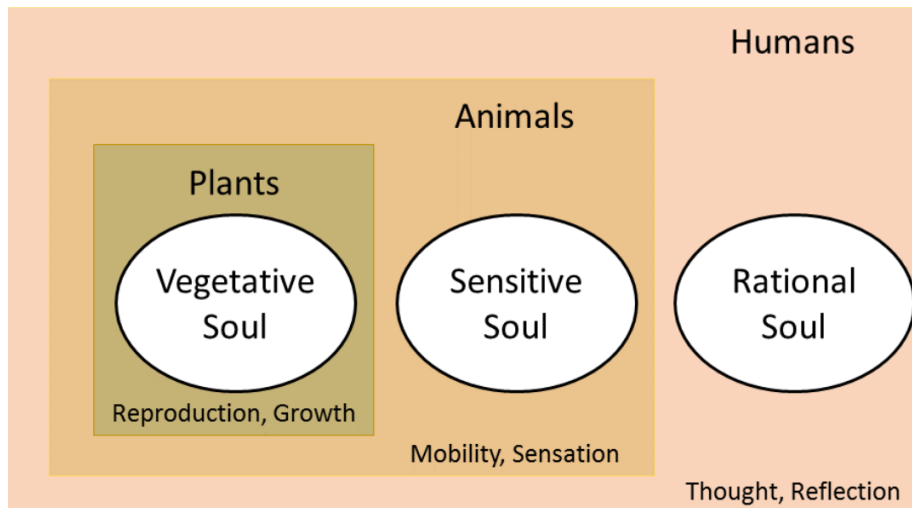 Humans
Animals
Plants
Vegetative
Soul
Sensitive
Soul
Rational
Soul
Reproduction, Growth
Mobility, Sensation
Thought, Reflection